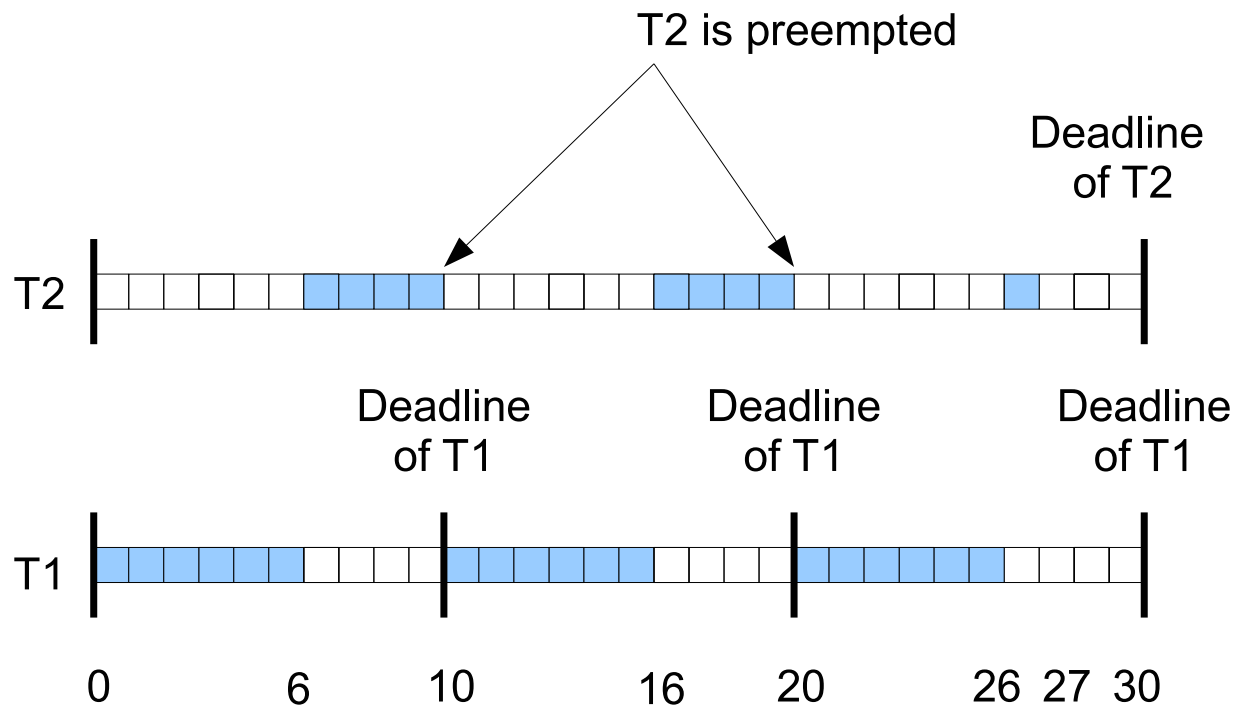 T2 is preempted
Deadline
of T2
T2
Deadline
of T1
Deadline
of T1
Deadline
of T1
T1
0 6 10 16 20 26 27 30